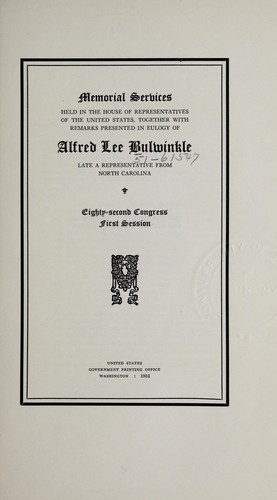 Memorial Services
HELD IN THE HOUSE OF REPRESENTATIVES
OF THE UNITED STATES, TOGETHER WITH
REMARKS PRESENTED IN EULOGY OF
Alfred Lee Bulwinkle
51-61547
LATE A REPRESENTATIVE FROM
NORTH CAROLINA
Eighty-second Congress
First Session
UNITED STATES
GOVERNMENT PRINTING OFFICE
WASHINGTON : 1951